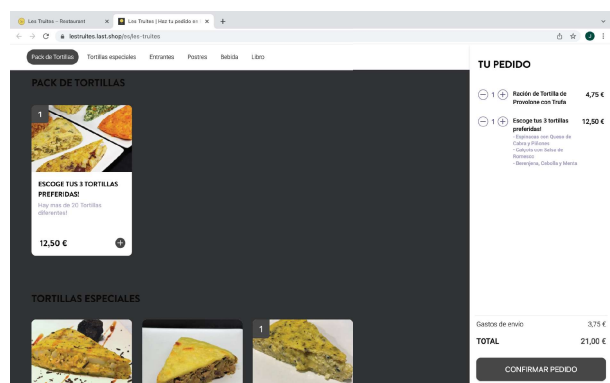 Les Truites – Restaurant
Les Truites | Haz tu pedido en
lestruites.last.shop/es/les-truites
J
Pack de Tortillas
Tortillas especiales
Entrantes
Postres
Bebida
Libro
PACK DE TORTILLAS
1
ESCOGE TUS 3 TORTILLAS
PREFERIDAS!
Hay mas de 20 Tortillas
diferentes!
12,50 €
TORTILLAS ESPECIALES
1
TU PEDIDO
1 Ración de Tortilla de 4,75 €
Provolone con Trufa
1 Escoge tus 3 tortillas 12,50 €
preferidas!
- Espinacas con Queso de
Cabra y Piñones
- Calçots con Salsa de
Romesco
- Berenjena, Cebolla y Menta
Gastos de envío 3,75 €
TOTAL 21,00 €
CONFIRMAR PEDIDO